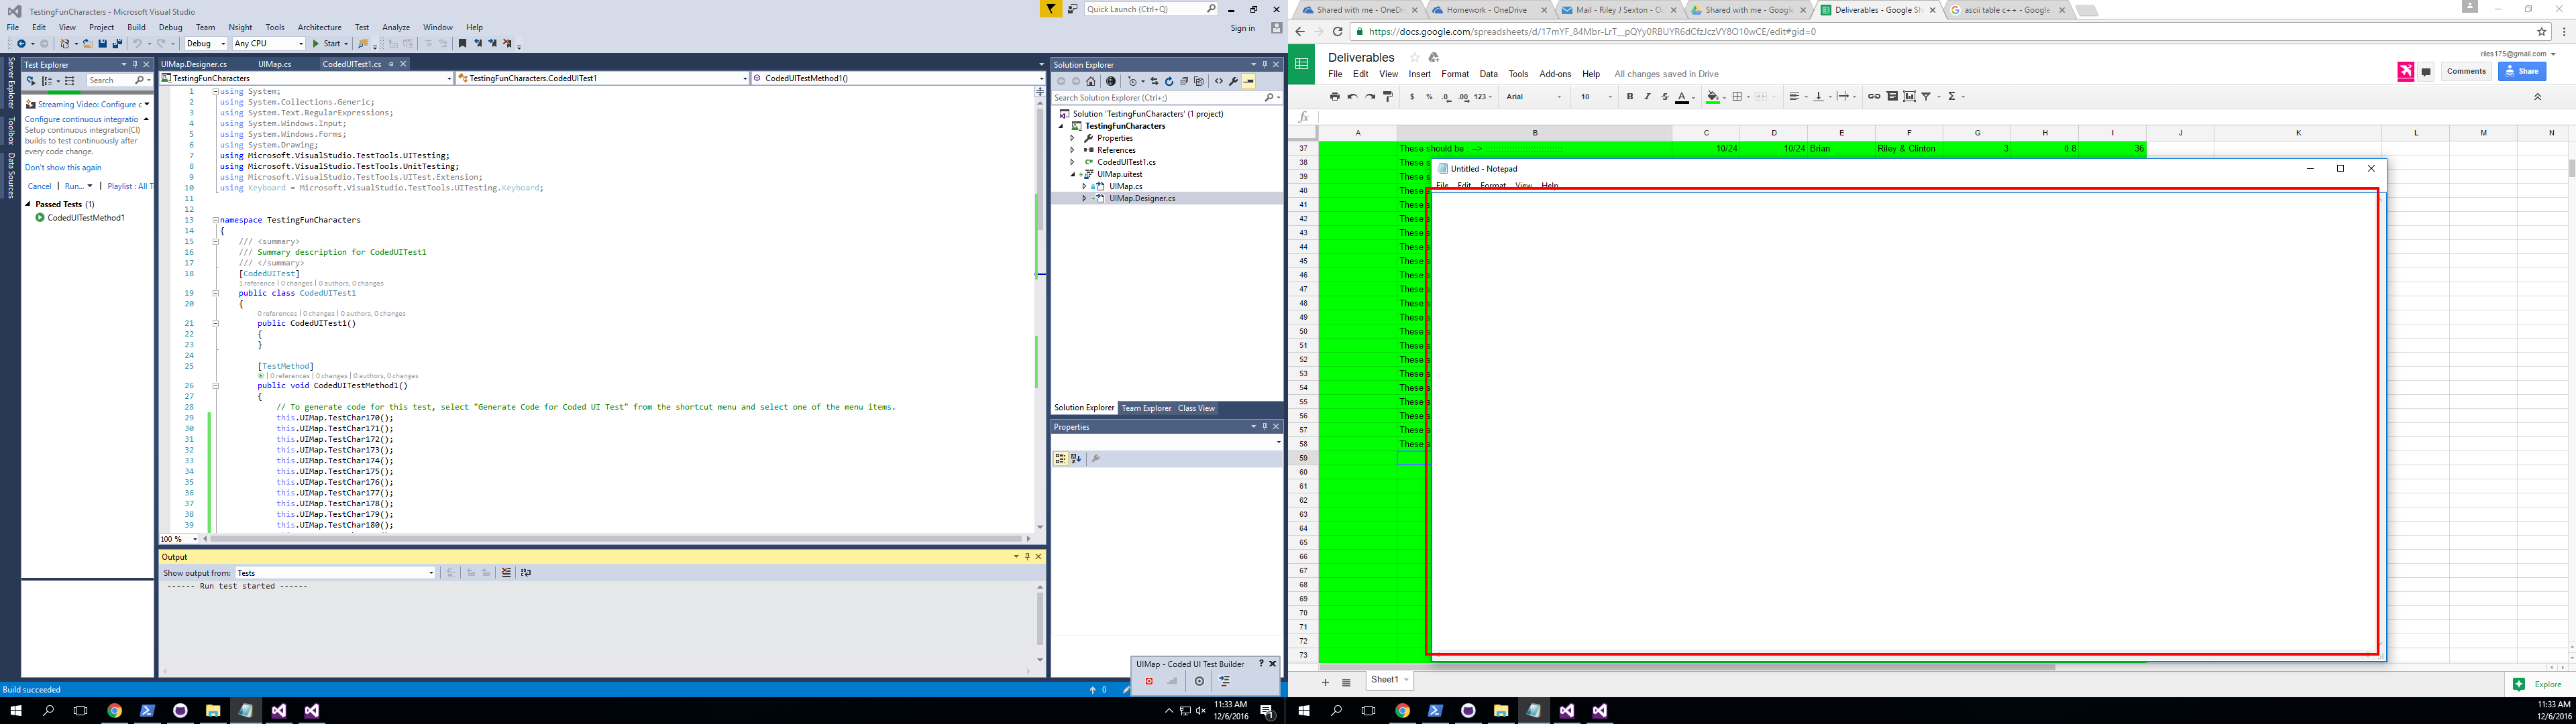 TestingFunCharacters - Microsoft Visual Studio
Quick Launch (Ctrl+Q)
File Edit View Project Build Debug Team Nsight Tools Architecture Test Analyze Window Help
Sign in
Debug Any CPU Start
Server Explorer
Toolbox
Data Sources
Test Explorer
Search
Streaming Video: Configure c
Configure continuous integratio
Setup continuous integration(CI)
builds to test continuously after
every code change.
Don't show this again
Cancel | Run... | Playlist : All T
Passed Tests (1)
CodedUITestMethod1
UIMap.Designer.cs UIMap.cs CodedUITest1.cs
TestingFunCharacters TestingFunCharacters.CodedUITest1 CodedUITestMethod1()
1 using System;
2 using System.Collections.Generic;
3 using System.Text.RegularExpressions;
4 using System.Windows.Input;
5 using System.Windows.Forms;
6 using System.Drawing;
7 using Microsoft.VisualStudio.TestTools.UITesting;
8 using Microsoft.VisualStudio.TestTools.UnitTesting;
9 using Microsoft.VisualStudio.TestTools.UITest.Extension;
10 using Keyboard = Microsoft.VisualStudio.TestTools.UITesting.Keyboard;
11
12
13 namespace TestingFunCharacters
14 {
15 /// <summary>
16 /// Summary description for CodedUITest1
17 /// </summary>
18 [CodedUITest]
1 reference | 0 changes | 0 authors, 0 changes
19 public class CodedUITest1
20 {
0 references | 0 changes | 0 authors, 0 changes
21 public CodedUITest1()
22 {
23 }
24
25 [TestMethod]
| 0 references | 0 changes | 0 authors, 0 changes
26 public void CodedUITestMethod1()
27 {
28 // To generate code for this test, select "Generate Code for Coded UI Test" from the shortcut menu and select one of the menu items.
29 this.UIMap.TestChar170();
30 this.UIMap.TestChar171();
31 this.UIMap.TestChar172();
32 this.UIMap.TestChar173();
33 this.UIMap.TestChar174();
34 this.UIMap.TestChar175();
35 this.UIMap.TestChar176();
36 this.UIMap.TestChar177();
37 this.UIMap.TestChar178();
38 this.UIMap.TestChar179();
39 this.UIMap.TestChar180();
100 %
Output
Show output from: Tests
------ Run test started ------
Build succeeded
0
Solution Explorer
Search Solution Explorer (Ctrl+;)
Solution 'TestingFunCharacters' (1 project)
TestingFunCharacters
Properties
References
CodedUITest1.cs
UIMap.uitest
UIMap.cs
UIMap.Designer.cs
Solution Explorer Team Explorer Class View
Properties
UIMap - Coded UI Test Builder ?
11:33 AM
12/6/2016
1
Shared with me - OneDri
Homework - OneDrive
Mail - Riley J Sexton - Ou
Shared with me - Google
Deliverables - Google Sh
ascii table c++ - Google
https://docs.google.com/spreadsheets/d/17mYF_84Mbr-LrT__pQYy0RBUYR6dCfzJczVY8O10wCE/edit#gid=0
Deliverables
riles175@gmail.com
File Edit View Insert Format Data Tools Add-ons Help All changes saved in Drive
Comments Share
$ % .0 .00 123 Arial 10 B I S A
fx
A B C D E F G H I J K L M N
37 These should be : --> ::::::::::::::::::::::::::::: 10/24 10/24 Brian Riley & Clinton 3 0.8 36
38 These s
39 These s
40 These s
41 These s
42 These s
43 These s
44 These s
45 These s
46 These s
47 These s
48 These s
49 These s
50 These s
51 These s
52 These s
53 These s
54 These s
55 These s
56 These s
57 These s
58 These s
59
60
61
62
63
64
65
66
67
68
69
70
71
72
73
Untitled - Notepad
File Edit Format View Help
Sheet1
Explore
11:33 AM
12/6/2016